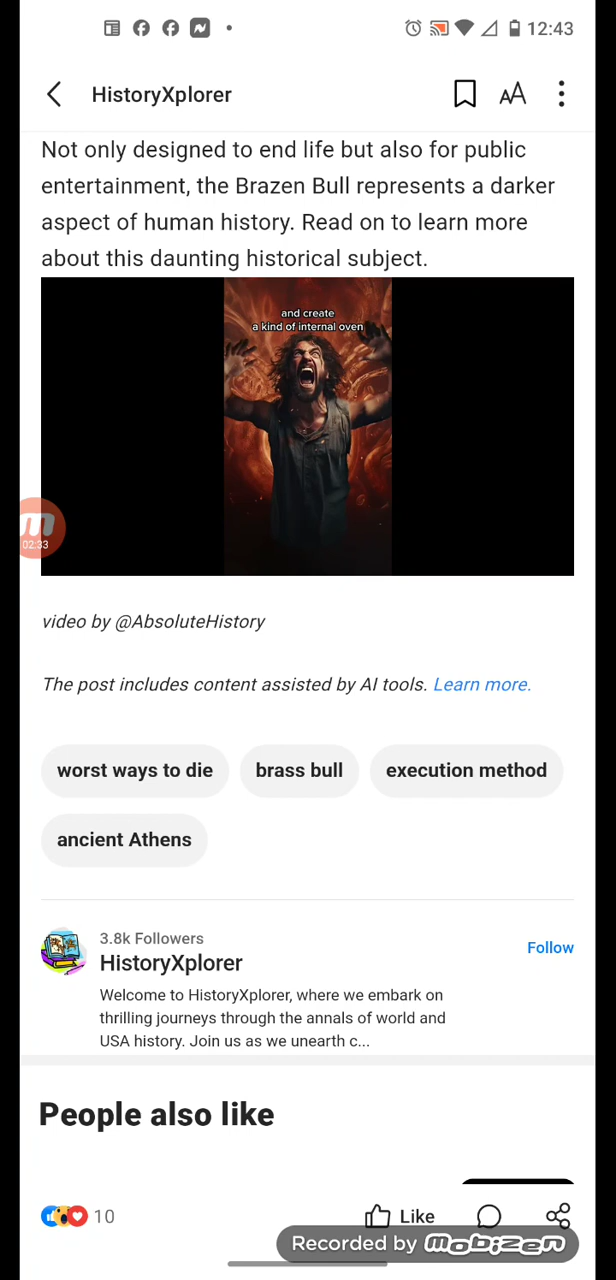 12:43
HistoryXplorer
AA
Not only designed to end life but also for public
entertainment, the Brazen Bull represents a darker
aspect of human history. Read on to learn more
about this daunting historical subject.
and create
a kind of internal oven
02:33
video by @AbsoluteHistory
The post includes content assisted by AI tools. Learn more.
worst ways to die
brass bull
execution method
ancient Athens
3.8k Followers
HistoryXplorer
Follow
Welcome to HistoryXplorer, where we embark on
thrilling journeys through the annals of world and
USA history. Join us as we unearth c...
People also like
10
Like
Recorded by mobizen